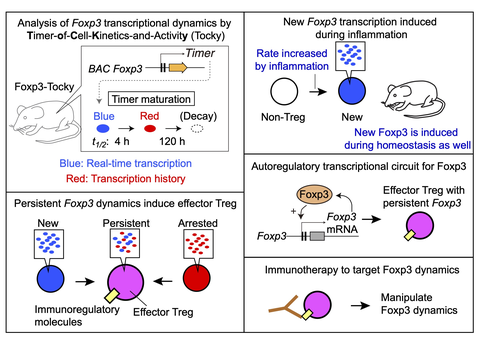 Analysis of Foxp3 transcriptional dynamics by
Timer-of-Cell-Kinetics-and-Activity (Tocky)
Timer
BAC Foxp3
Foxp3-Tocky
Timer maturation
Blue Red (Decay)
t1/2: 4 h 120 h
Blue: Real-time transcription
Red: Transcription history
Persistent Foxp3 dynamics induce effector Treg
New Persistent Arrested
Immunoregulatory
molecules
Effector Treg
New Foxp3 transcription induced
during inflammation
Rate increased
by inflammation
Non-Treg New
New Foxp3 is induced
during homeostasis as well
Autoregulatory transcriptional circuit for Foxp3
Foxp3
+
Foxp3
mRNA
Foxp3
Effector Treg with
persistent Foxp3
Immunotherapy to target Foxp3 dynamics
Manipulate
Foxp3 dynamics